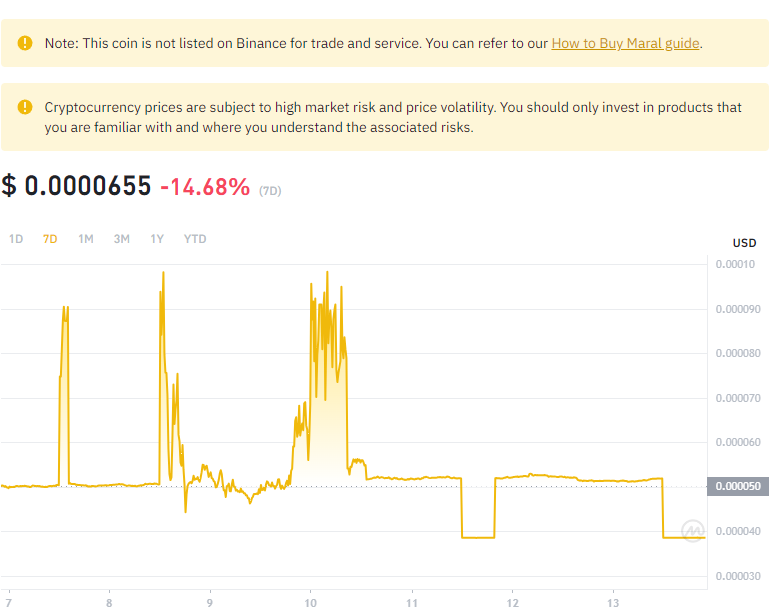 Note: This coin is not listed on Binance for trade and service. You can refer to our How to Buy Maral guide.
Cryptocurrency prices are subject to high market risk and price volatility. You should only invest in products that
you are familiar with and where you understand the associated risks.
$ 0.0000655 -14.68% (7D)
1D 7D 1M 3M 1Y YTD
USD
0.00010
0.000090
0.000080
0.000070
0.000060
0.000050
0.000040
0.000030
7 8 9 10 11 12 13